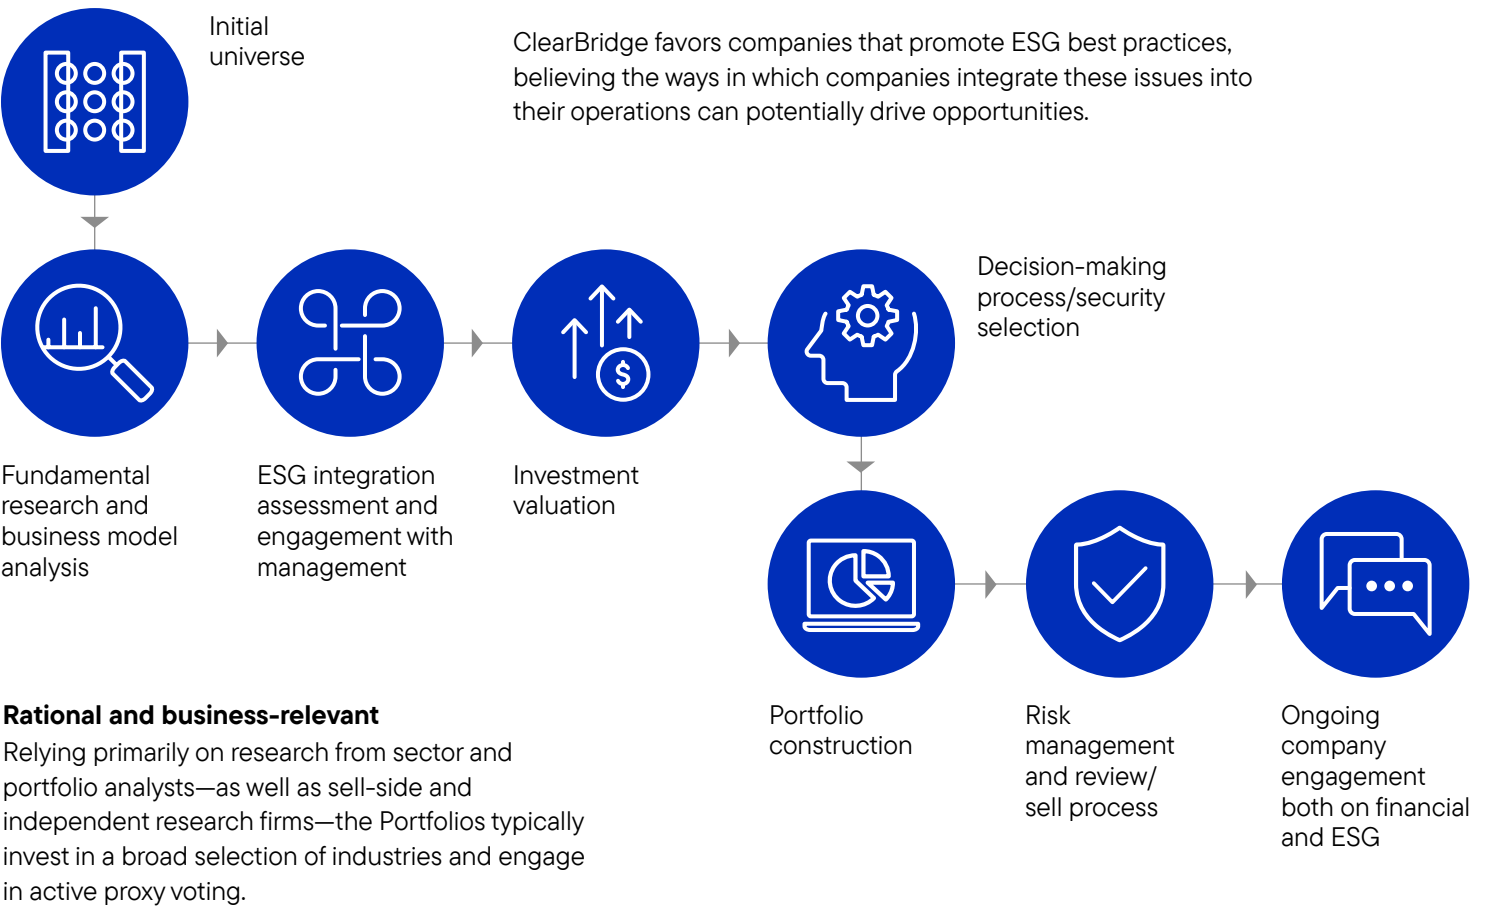 Initial
universe
ClearBridge favors companies that promote ESG best practices,
believing the ways in which companies integrate these issues into
their operations can potentially drive opportunities.
Decision-making
process/security
selection
Fundamental
research and
business model
analysis
ESG integration
assessment and
engagement with
management
Investment
valuation
$
Portfolio
construction
Risk
management
and review/
sell process
Ongoing
company
engagement
both on financial
and ESG
Rational and business-relevant
Relying primarily on research from sector and
portfolio analysts—as well as sell-side and
independent research firms—the Portfolios typically
invest in a broad selection of industries and engage
in active proxy voting.